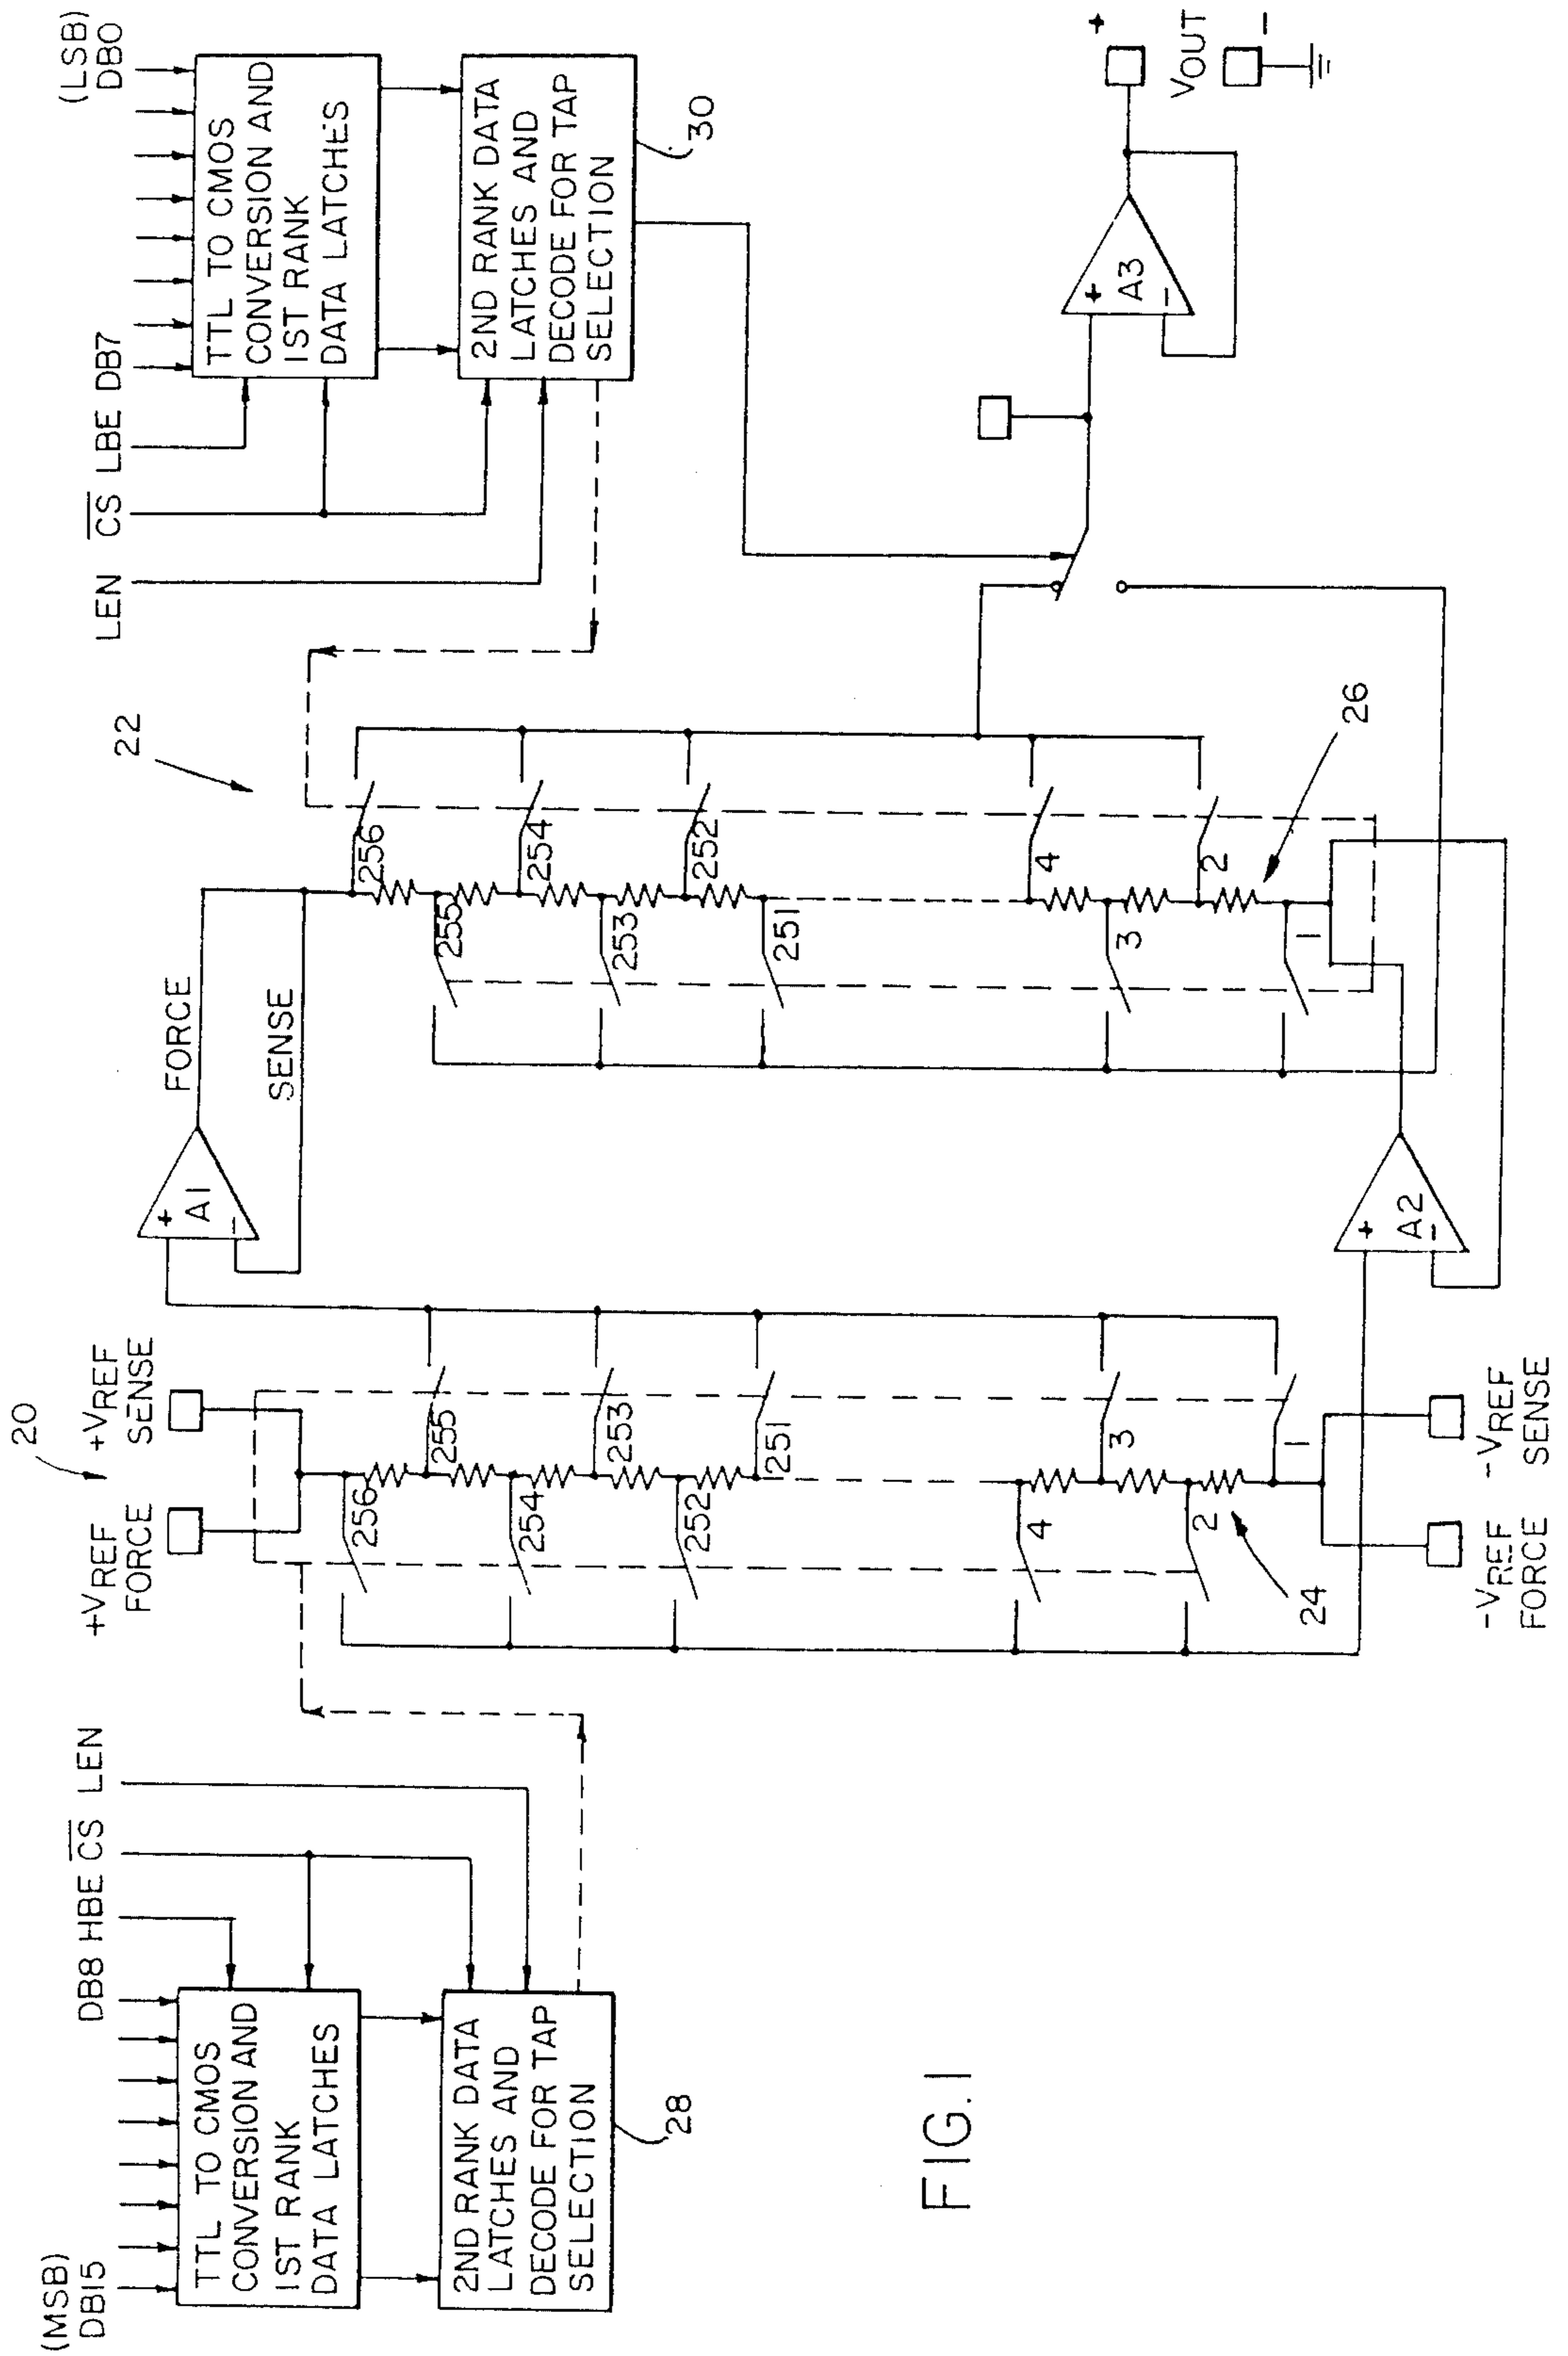 (MSB)
DB15
DB8 HBE CS LEN
TTL TO CMOS
CONVERSION AND
1ST RANK
DATA LATCHES
2ND RANK DATA
LATCHES AND
DECODE FOR TAP
SELECTION
28
20
+VREF
FORCE
+VREF
SENSE
256
255
254
253
252
251
4
3
2
1
24
-VREF
FORCE
-VREF
SENSE
+
A1
-
FORCE
SENSE
+
A2
-
22
256
255
254
253
252
251
4
3
2
1
26
LEN
CS LBE DB7
(LSB)
DB0
TTL TO CMOS
CONVERSION AND
1ST RANK
DATA LATCHES
2ND RANK DATA
LATCHES AND
DECODE FOR TAP
SELECTION
30
+
A3
-
+
VOUT
-
FIG.1